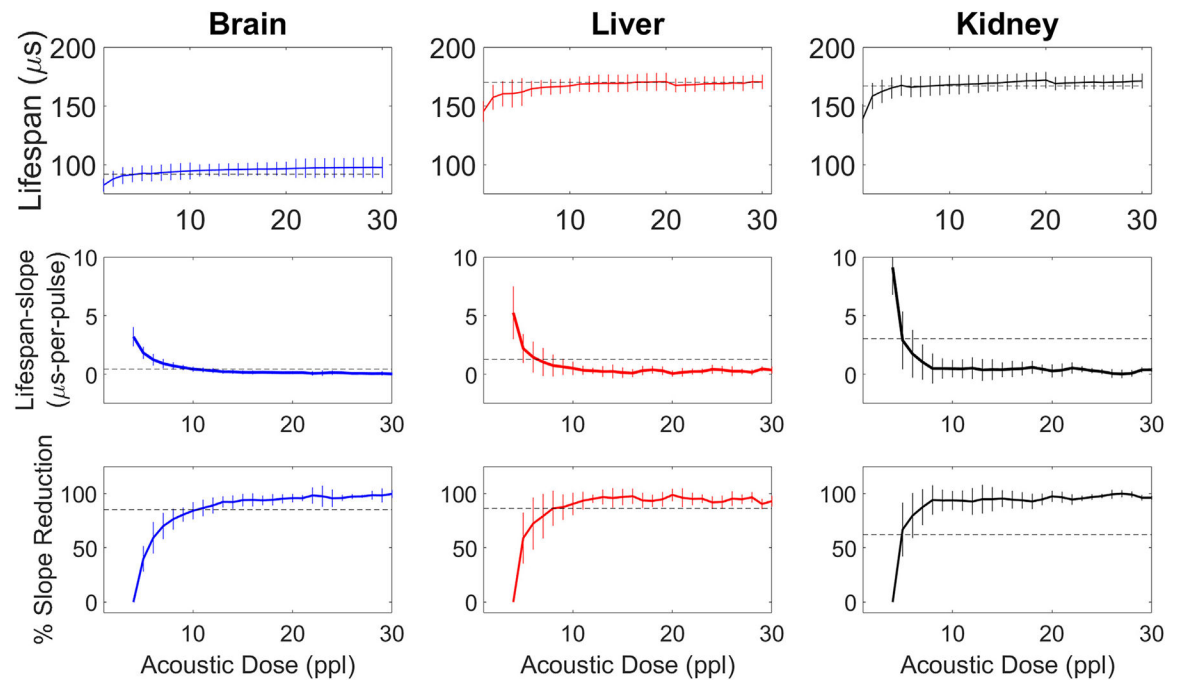 Brain Liver Kidney
Lifespan (μs)
200 200 200
150 150 150
100 100 100
10 20 30 10 20 30 10 20 30
Lifespan-slope
(μs-per-pulse)
10 10 10
5 5 5
0 0 0
10 20 30 10 20 30 10 20 30
% Slope Reduction
100 100 100
50 50 50
0 0 0
10 20 30 10 20 30 10 20 30
Acoustic Dose (ppl) Acoustic Dose (ppl) Acoustic Dose (ppl)